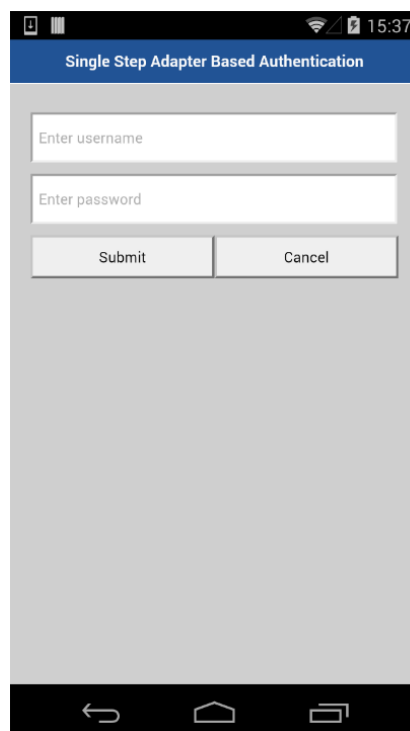 15:37
Single Step Adapter Based Authentication
Enter username
Enter password
Submit Cancel